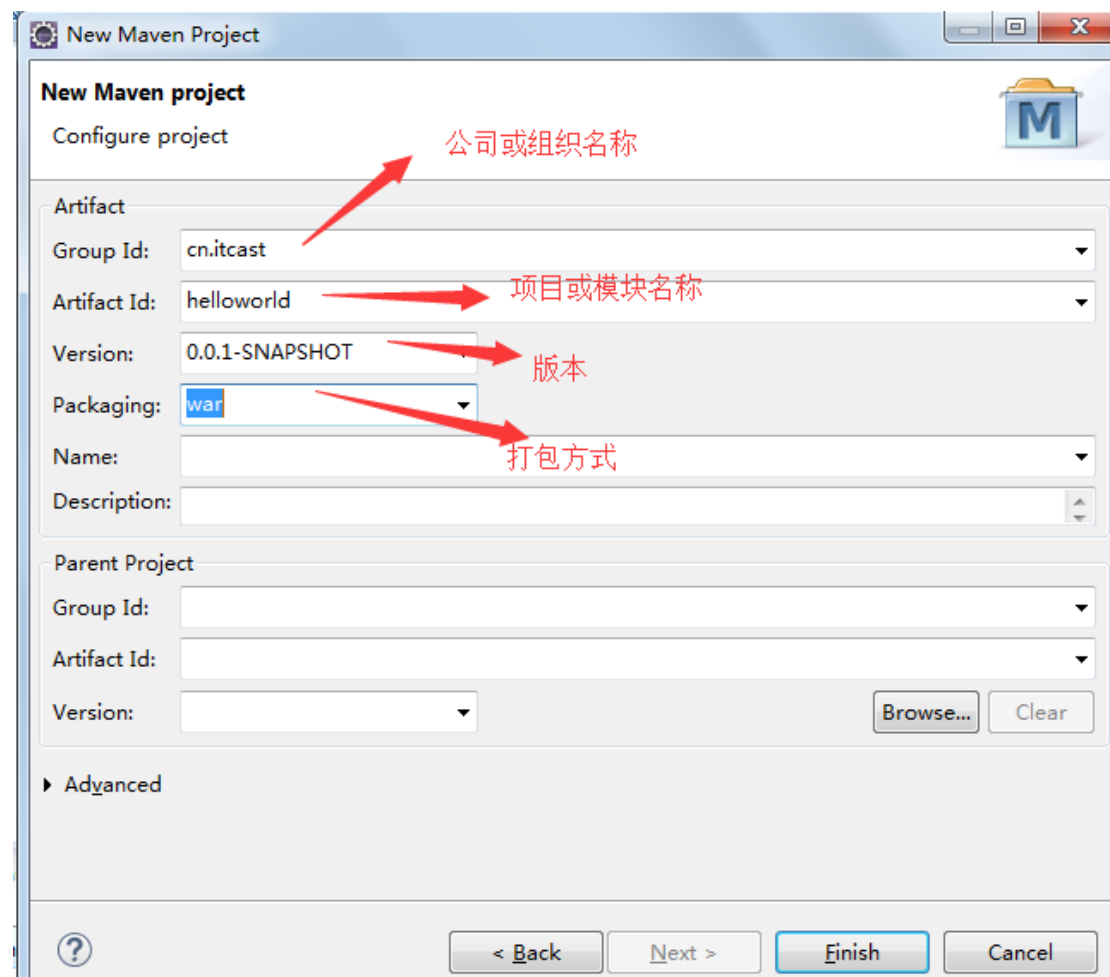 New Maven Project
New Maven project
Configure project
公司或组织名称
Artifact
Group Id: cn.itcast
Artifact Id: helloworld
项目或模块名称
Version: 0.0.1-SNAPSHOT
版本
Packaging: war
打包方式
Name:
Description:
Parent Project
Group Id:
Artifact Id:
Version:
Browse... Clear
Advanced
< Back Next > Finish Cancel